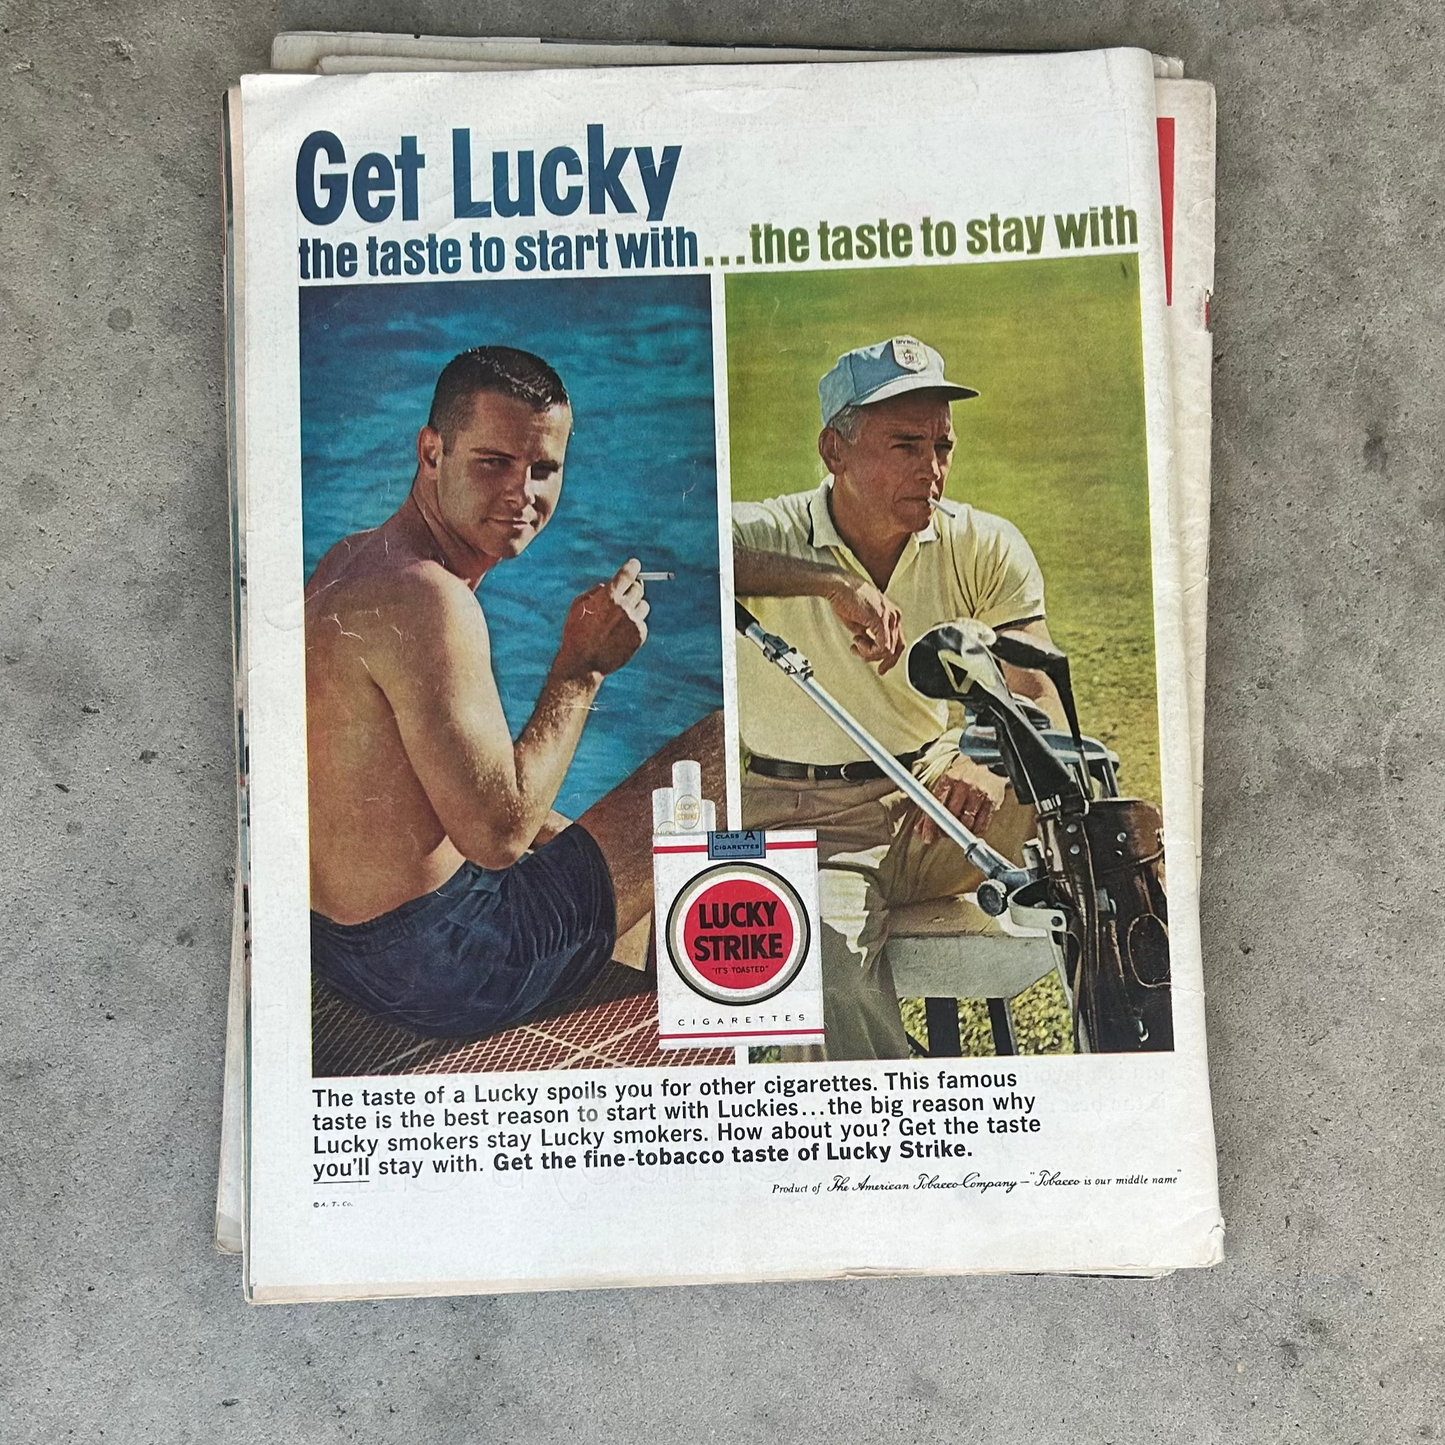 Get Lucky
the taste to start with...the taste to stay with
LUCKY
STRIKE
CLASS A
CIGARETTES
LUCKY
STRIKE
"IT'S TOASTED"
CIGARETTES
The taste of a Lucky spoils you for other cigarettes. This famous
taste is the best reason to start with Luckies...the big reason why
Lucky smokers stay Lucky smokers. How about you? Get the taste
you'll stay with. Get the fine-tobacco taste of Lucky Strike.
Product of The American Tobacco Company – "Tobacco is our middle name"
© A. T. Co.